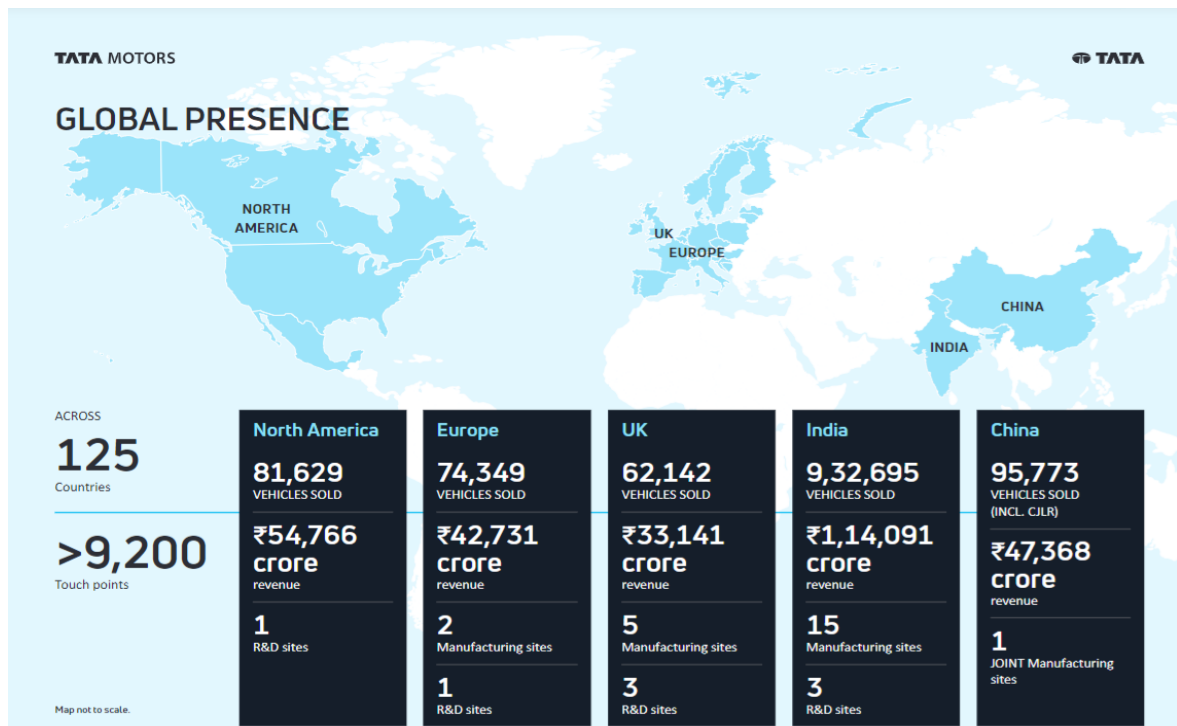 TATA MOTORS
TATA
GLOBAL PRESENCE
NORTH
AMERICA
UK
EUROPE
CHINA
INDIA
ACROSS
125
Countries
>9,200
Touch points
North America
81,629
VEHICLES SOLD
₹54,766
crore
revenue
1
R&D sites
Europe
74,349
VEHICLES SOLD
₹42,731
crore
revenue
2
Manufacturing sites
1
R&D sites
UK
62,142
VEHICLES SOLD
₹33,141
crore
revenue
5
Manufacturing sites
3
R&D sites
India
9,32,695
VEHICLES SOLD
₹1,14,091
crore
revenue
15
Manufacturing sites
3
R&D sites
China
95,773
VEHICLES SOLD
(INCL. CJLR)
₹47,368
crore
revenue
1
JOINT Manufacturing
sites
Map not to scale.